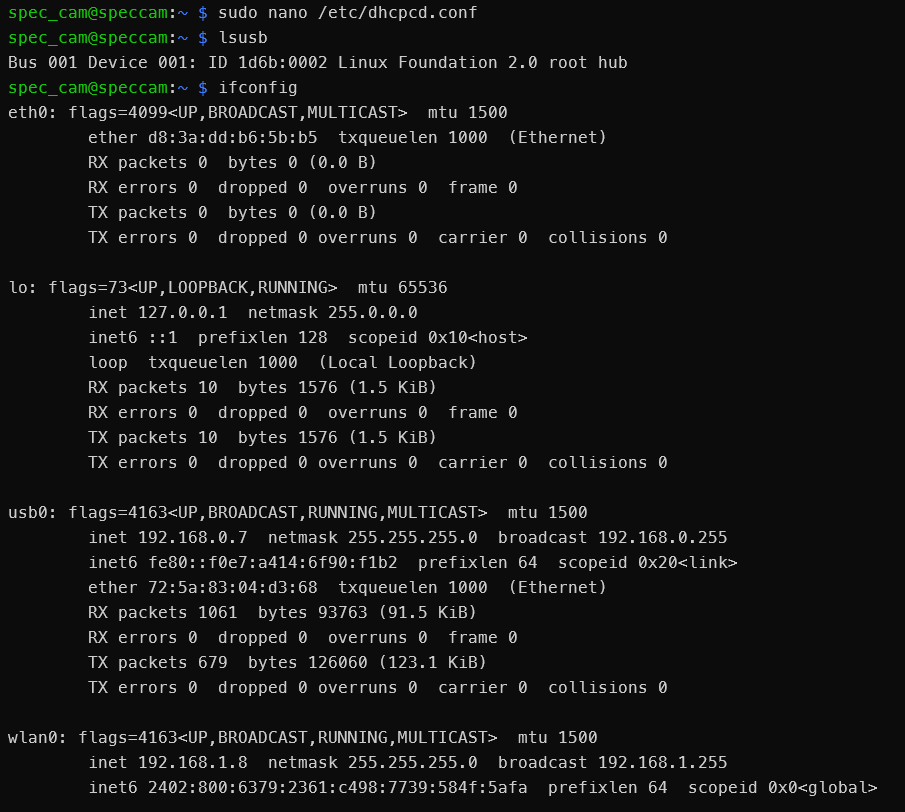 spec_cam@speccam:~ $ sudo nano /etc/dhcpcd.conf
spec_cam@speccam:~ $ lsusb
Bus 001 Device 001: ID 1d6b:0002 Linux Foundation 2.0 root hub
spec_cam@speccam:~ $ ifconfig
eth0: flags=4099<UP,BROADCAST,MULTICAST>  mtu 1500
        ether d8:3a:dd:b6:5b:b5  txqueuelen 1000  (Ethernet)
        RX packets 0  bytes 0 (0.0 B)
        RX errors 0  dropped 0  overruns 0  frame 0
        TX packets 0  bytes 0 (0.0 B)
        TX errors 0  dropped 0 overruns 0  carrier 0  collisions 0

lo: flags=73<UP,LOOPBACK,RUNNING>  mtu 65536
        inet 127.0.0.1  netmask 255.0.0.0
        inet6 ::1  prefixlen 128  scopeid 0x10<host>
        loop  txqueuelen 1000  (Local Loopback)
        RX packets 10  bytes 1576 (1.5 KiB)
        RX errors 0  dropped 0  overruns 0  frame 0
        TX packets 10  bytes 1576 (1.5 KiB)
        TX errors 0  dropped 0 overruns 0  carrier 0  collisions 0

usb0: flags=4163<UP,BROADCAST,RUNNING,MULTICAST>  mtu 1500
        inet 192.168.0.7  netmask 255.255.255.0  broadcast 192.168.0.255
        inet6 fe80::f0e7:a414:6f90:f1b2  prefixlen 64  scopeid 0x20<link>
        ether 72:5a:83:04:d3:68  txqueuelen 1000  (Ethernet)
        RX packets 1061  bytes 93763 (91.5 KiB)
        RX errors 0  dropped 0  overruns 0  frame 0
        TX packets 679  bytes 126060 (123.1 KiB)
        TX errors 0  dropped 0 overruns 0  carrier 0  collisions 0

wlan0: flags=4163<UP,BROADCAST,RUNNING,MULTICAST>  mtu 1500
        inet 192.168.1.8  netmask 255.255.255.0  broadcast 192.168.1.255
        inet6 2402:800:6379:2361:c498:7739:584f:5afa  prefixlen 64  scopeid 0x0<global>